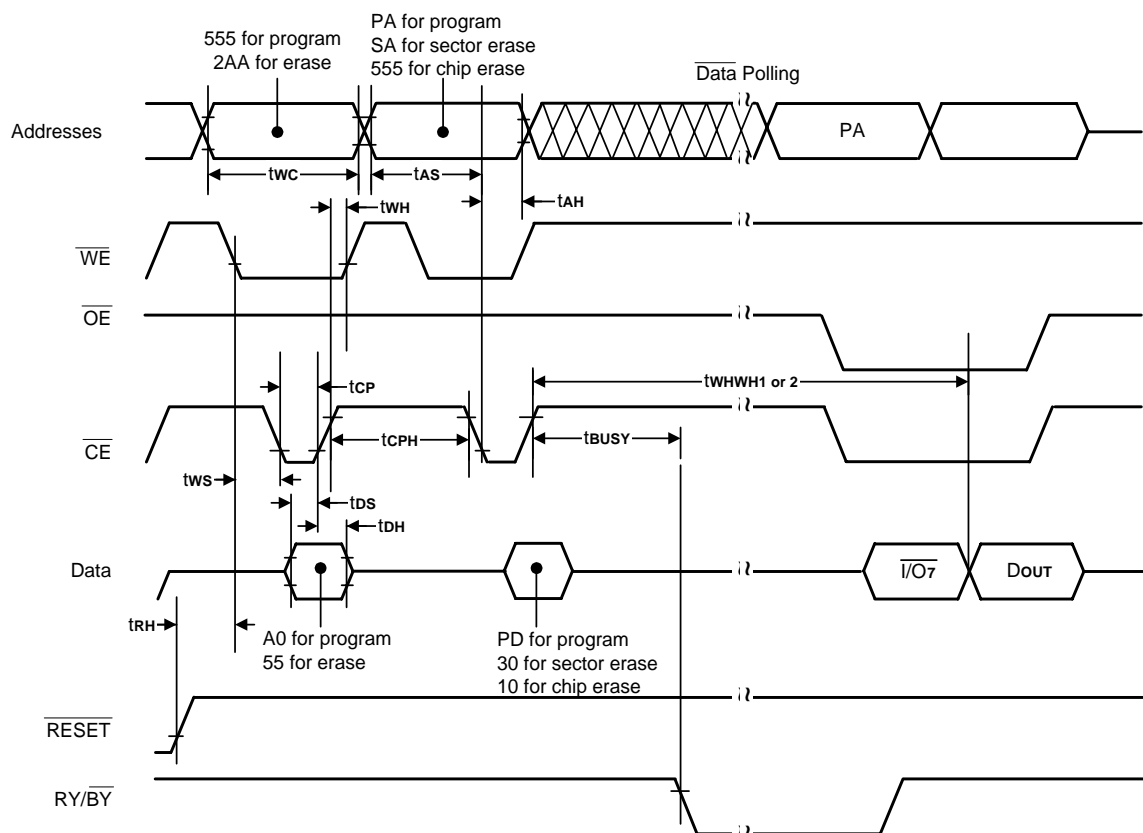 555 for program
2AA for erase
PA for program
SA for sector erase
555 for chip erase
Data Polling
Addresses
PA
tWC
tAS
tWH
tAH
WE
OE
tWHWH1 or 2
tCP
tCPH
tBUSY
CE
tWS
tDS
tDH
Data
I/O7
DOUT
tRH
A0 for program
55 for erase
PD for program
30 for sector erase
10 for chip erase
RESET
RY/BY